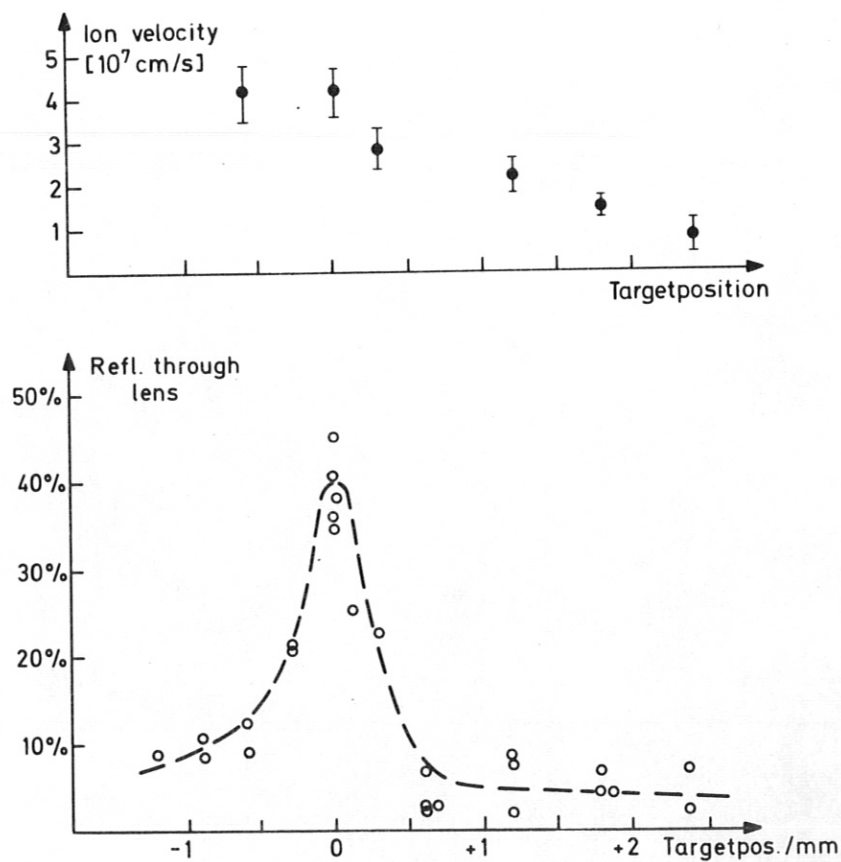 Ion velocity
[10⁷ cm/s]
5
4
3
2
1
Targetposition
Refl. through
lens
50%
40%
30%
20%
10%
-1 0 +1 +2 Targetpos./mm